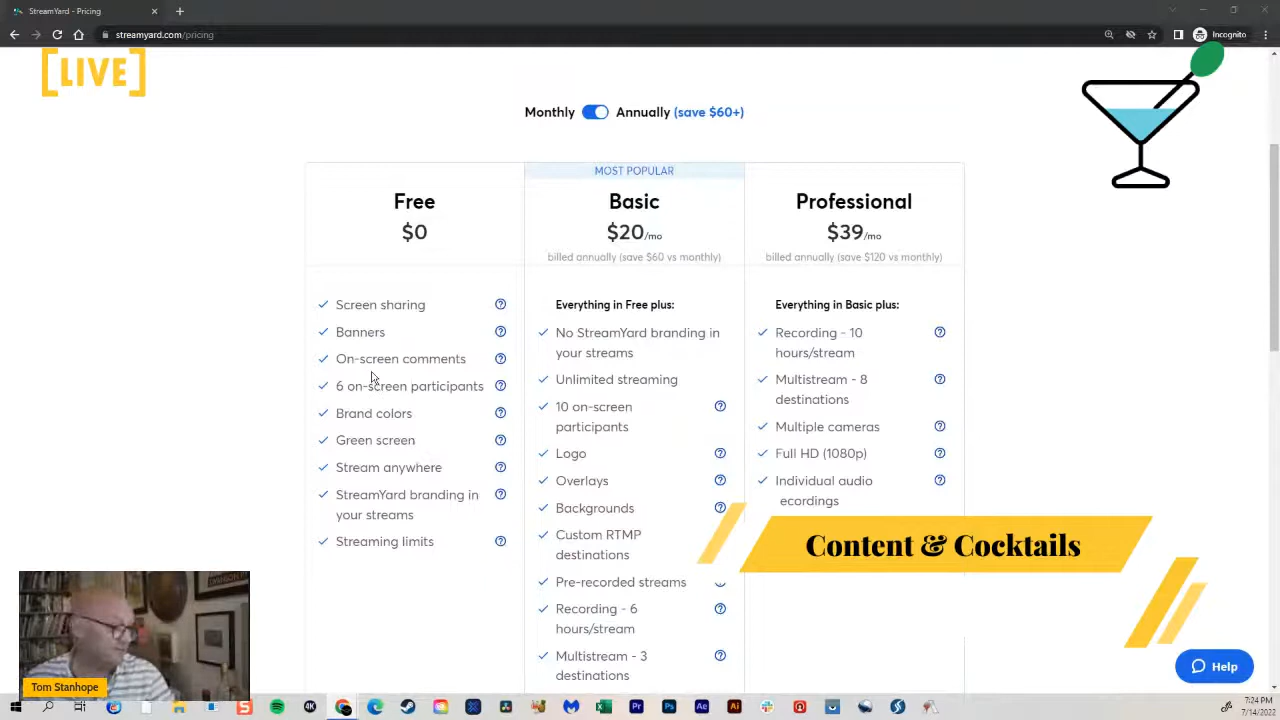 StreamYard - Pricing
streamyard.com/pricing
Incognito
[LIVE]
Monthly Annually (save $60+)
MOST POPULAR
Free
$0
Screen sharing
Banners
On-screen comments
6 on-screen participants
Brand colors
Green screen
Stream anywhere
StreamYard branding in
your streams
Streaming limits
Basic
$20/mo
billed annually (save $60 vs monthly)
Everything in Free plus:
No StreamYard branding in
your streams
Unlimited streaming
10 on-screen
participants
Logo
Overlays
Backgrounds
Custom RTMP
destinations
Pre-recorded streams
Recording - 6
hours/stream
Multistream - 3
destinations
Professional
$39/mo
billed annually (save $120 vs monthly)
Everything in Basic plus:
Recording - 10
hours/stream
Multistream - 8
destinations
Multiple cameras
Full HD (1080p)
Individual audio
ecordings
Content & Cocktails
Tom Stanhope
Help
4K
Pr
Ps
Ae
Ai
7:24 PM
7/14/2022